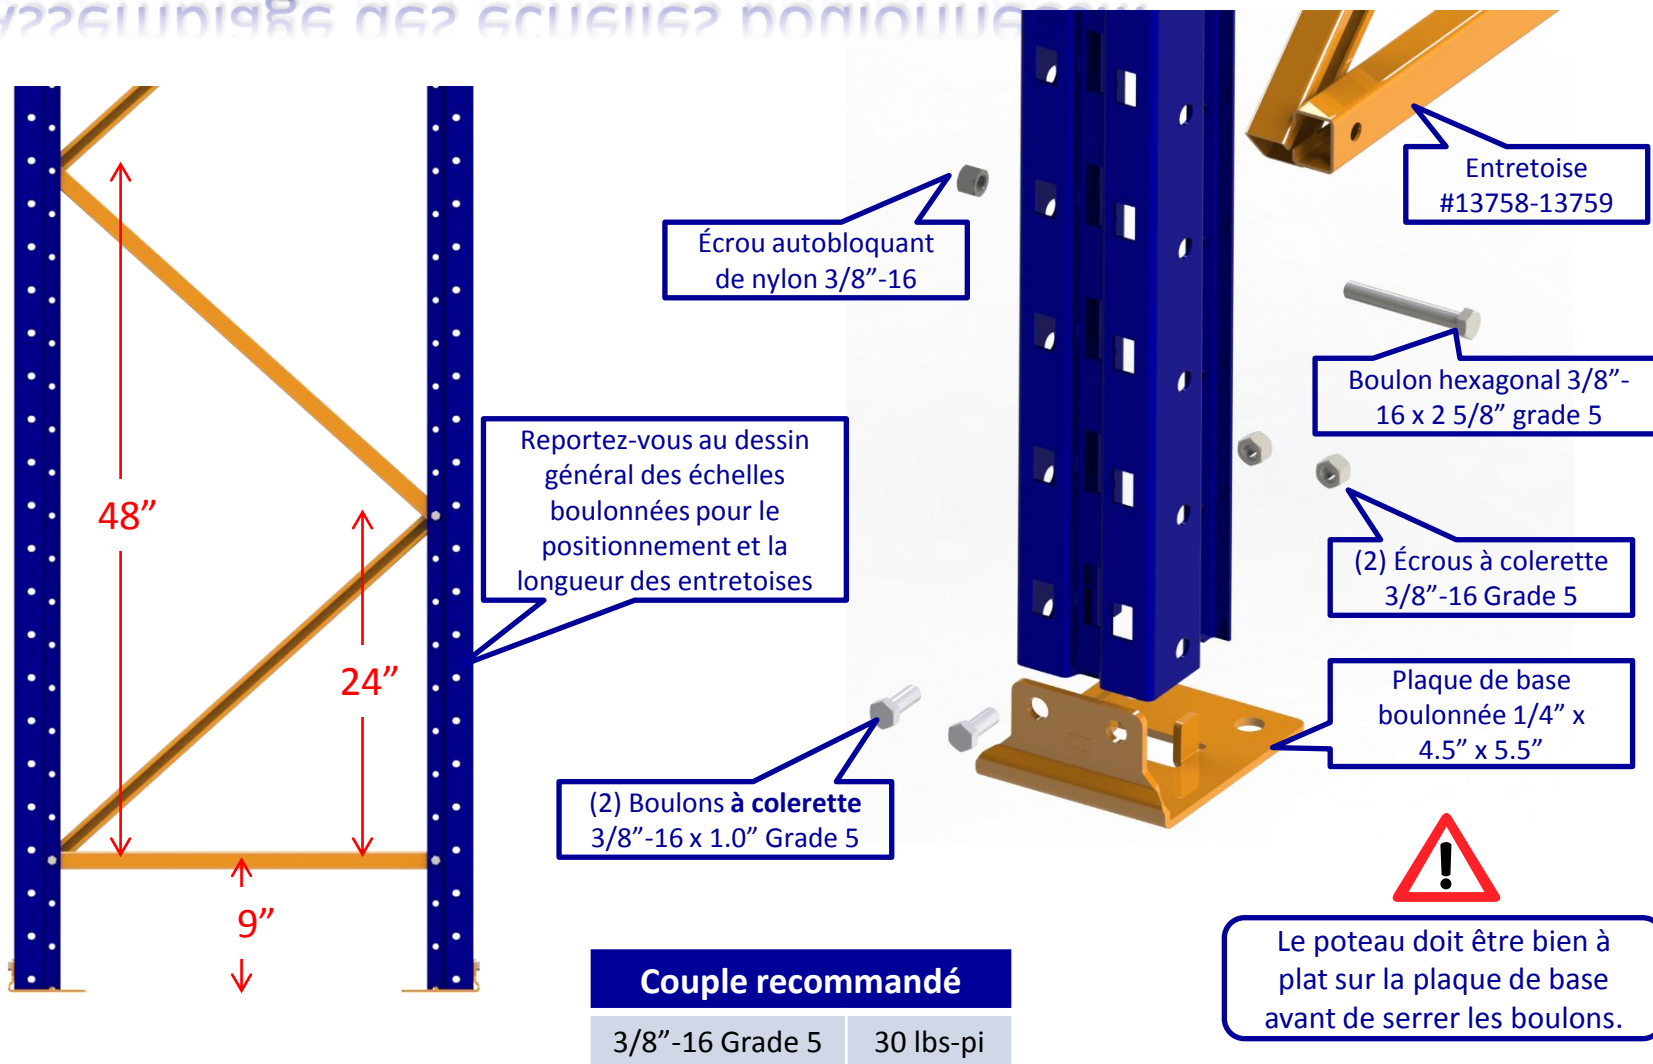 Assemblage des échelles boulonnées
Entretoise
#13758-13759
Écrou autobloquant
de nylon 3/8”-16
Boulon hexagonal 3/8”-
16 x 2 5/8” grade 5
Reportez-vous au dessin
général des échelles
boulonnées pour le
positionnement et la
longueur des entretoises
48”
24”
9”
(2) Écrous à colerette
3/8”-16 Grade 5
Plaque de base
boulonnée 1/4” x
4.5” x 5.5”
(2) Boulons à colerette
3/8”-16 x 1.0” Grade 5
Le poteau doit être bien à
plat sur la plaque de base
avant de serrer les boulons.
Couple recommandé
3/8”-16 Grade 5 30 lbs-pi